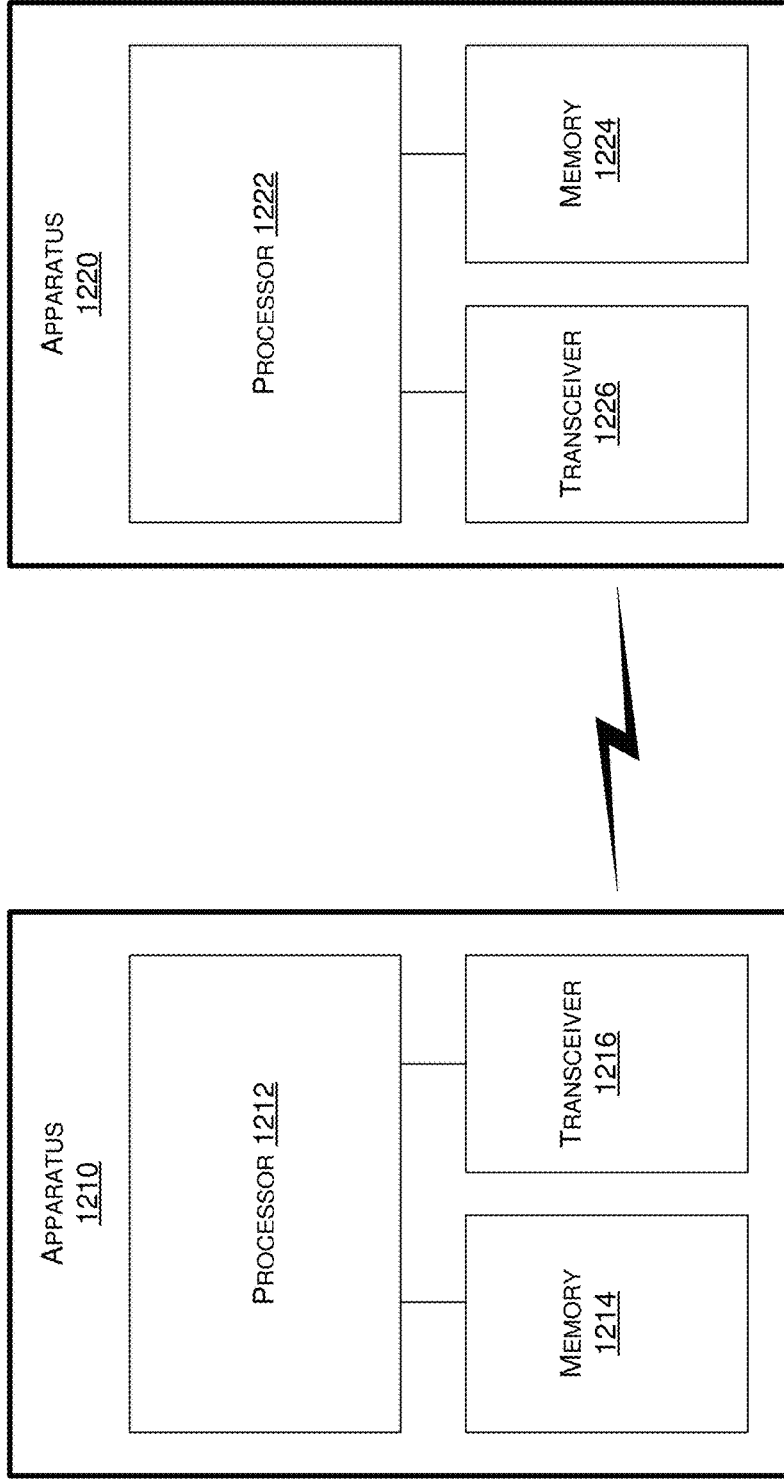 APPARATUS
1210
PROCESSOR 1212
MEMORY
1214
TRANSCEIVER
1216
APPARATUS
1220
PROCESSOR 1222
TRANSCEIVER
1226
MEMORY
1224